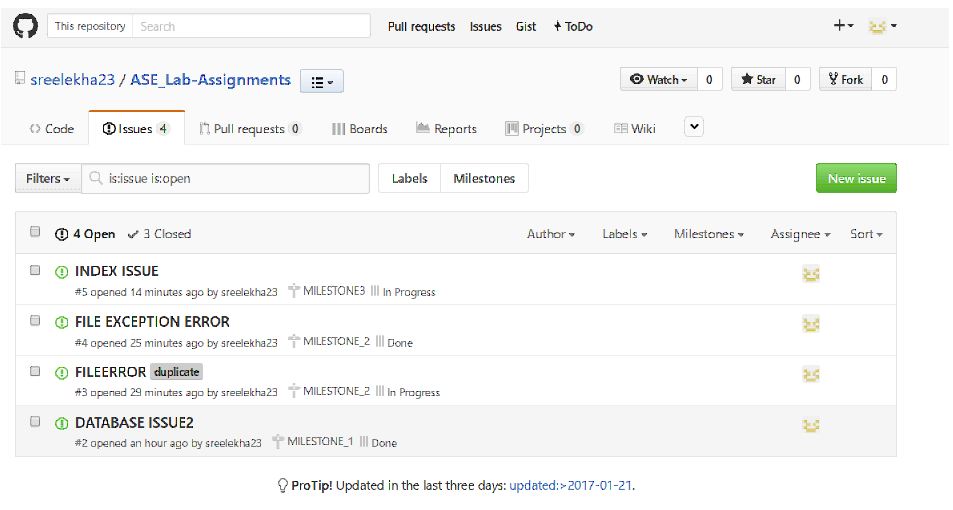 This repository Search Pull requests Issues Gist ToDo
sreelekha23 / ASE_Lab-Assignments Watch 0 Star 0 Fork 0
Code Issues 4 Pull requests 0 Boards Reports Projects 0 Wiki
Filters is:issue is:open Labels Milestones New issue
4 Open 3 Closed Author Labels Milestones Assignee Sort
INDEX ISSUE
#5 opened 14 minutes ago by sreelekha23 MILESTONE3 In Progress
FILE EXCEPTION ERROR
#4 opened 25 minutes ago by sreelekha23 MILESTONE_2 Done
FILEERROR duplicate
#3 opened 29 minutes ago by sreelekha23 MILESTONE_2 In Progress
DATABASE ISSUE2
#2 opened an hour ago by sreelekha23 MILESTONE_1 Done
ProTip! Updated in the last three days: updated:>2017-01-21.